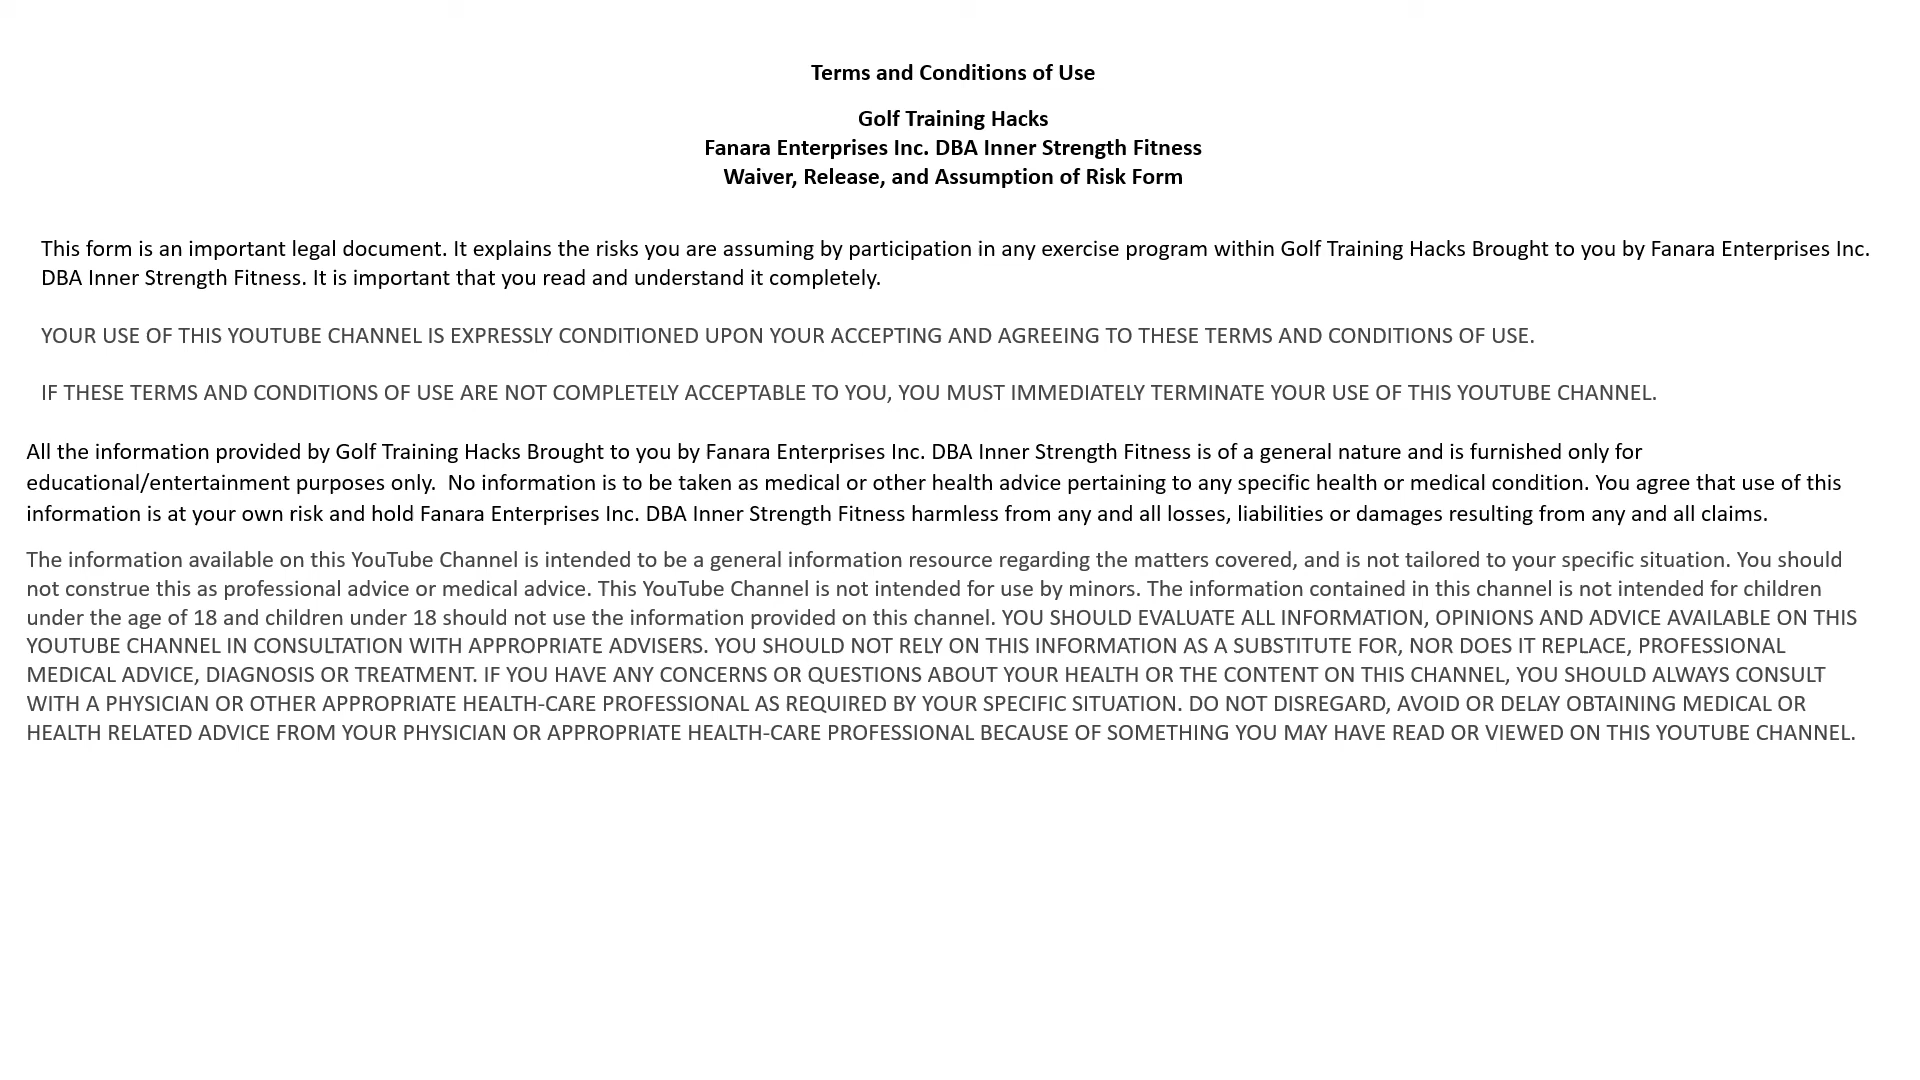 Terms and Conditions of Use
Golf Training Hacks
Fanara Enterprises Inc. DBA Inner Strength Fitness
Waiver, Release, and Assumption of Risk Form
This form is an important legal document. It explains the risks you are assuming by participation in any exercise program within Golf Training Hacks Brought to you by Fanara Enterprises Inc.
DBA Inner Strength Fitness. It is important that you read and understand it completely.
YOUR USE OF THIS YOUTUBE CHANNEL IS EXPRESSLY CONDITIONED UPON YOUR ACCEPTING AND AGREEING TO THESE TERMS AND CONDITIONS OF USE.
IF THESE TERMS AND CONDITIONS OF USE ARE NOT COMPLETELY ACCEPTABLE TO YOU, YOU MUST IMMEDIATELY TERMINATE YOUR USE OF THIS YOUTUBE CHANNEL.
All the information provided by Golf Training Hacks Brought to you by Fanara Enterprises Inc. DBA Inner Strength Fitness is of a general nature and is furnished only for
educational/entertainment purposes only.  No information is to be taken as medical or other health advice pertaining to any specific health or medical condition. You agree that use of this
information is at your own risk and hold Fanara Enterprises Inc. DBA Inner Strength Fitness harmless from any and all losses, liabilities or damages resulting from any and all claims.
The information available on this YouTube Channel is intended to be a general information resource regarding the matters covered, and is not tailored to your specific situation. You should
not construe this as professional advice or medical advice. This YouTube Channel is not intended for use by minors. The information contained in this channel is not intended for children
under the age of 18 and children under 18 should not use the information provided on this channel. YOU SHOULD EVALUATE ALL INFORMATION, OPINIONS AND ADVICE AVAILABLE ON THIS
YOUTUBE CHANNEL IN CONSULTATION WITH APPROPRIATE ADVISERS. YOU SHOULD NOT RELY ON THIS INFORMATION AS A SUBSTITUTE FOR, NOR DOES IT REPLACE, PROFESSIONAL
MEDICAL ADVICE, DIAGNOSIS OR TREATMENT. IF YOU HAVE ANY CONCERNS OR QUESTIONS ABOUT YOUR HEALTH OR THE CONTENT ON THIS CHANNEL, YOU SHOULD ALWAYS CONSULT
WITH A PHYSICIAN OR OTHER APPROPRIATE HEALTH-CARE PROFESSIONAL AS REQUIRED BY YOUR SPECIFIC SITUATION. DO NOT DISREGARD, AVOID OR DELAY OBTAINING MEDICAL OR
HEALTH RELATED ADVICE FROM YOUR PHYSICIAN OR APPROPRIATE HEALTH-CARE PROFESSIONAL BECAUSE OF SOMETHING YOU MAY HAVE READ OR VIEWED ON THIS YOUTUBE CHANNEL.